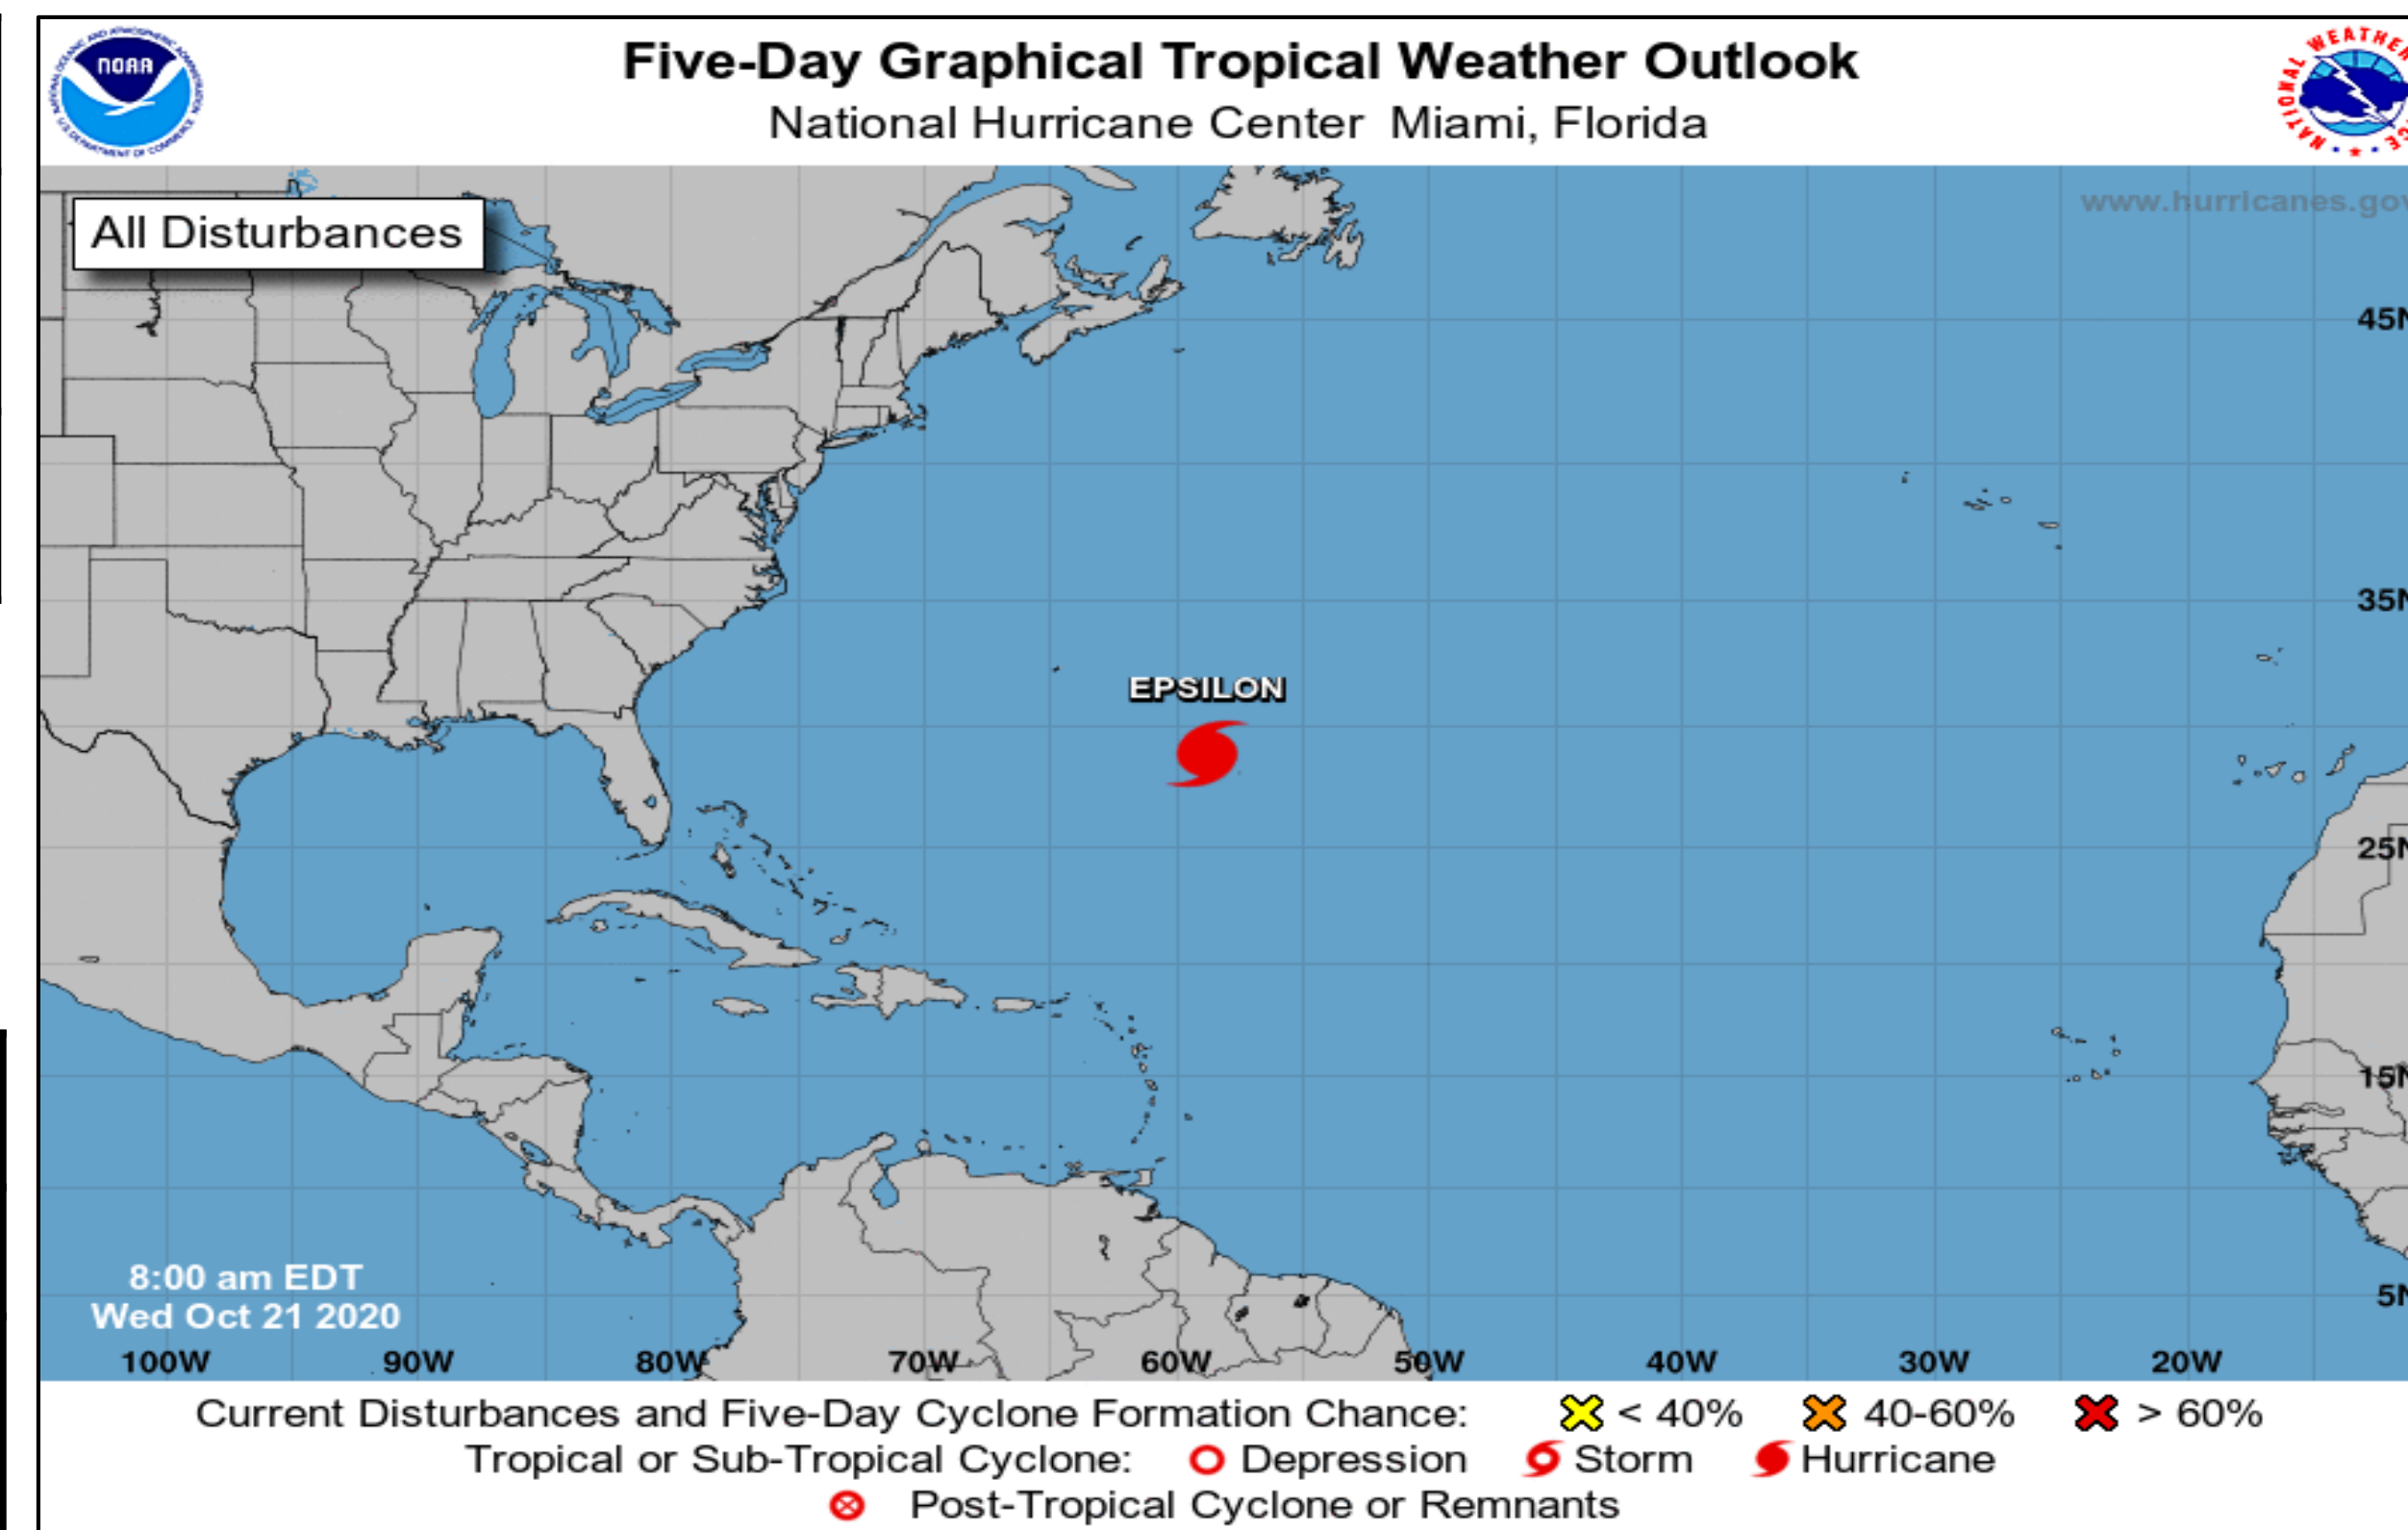 NOAA
Five-Day Graphical Tropical Weather Outlook
National Hurricane Center Miami, Florida
NATIONAL WEATHER
www.hurricanes.gov
All Disturbances
45N
35N
EPSILON
25N
15N
8:00 am EDT
Wed Oct 21 2020
5N
100W 90W 80W 70W 60W 50W 40W 30W 20W
Current Disturbances and Five-Day Cyclone Formation Chance: < 40% 40-60% > 60%
Tropical or Sub-Tropical Cyclone: Depression Storm Hurricane
Post-Tropical Cyclone or Remnants